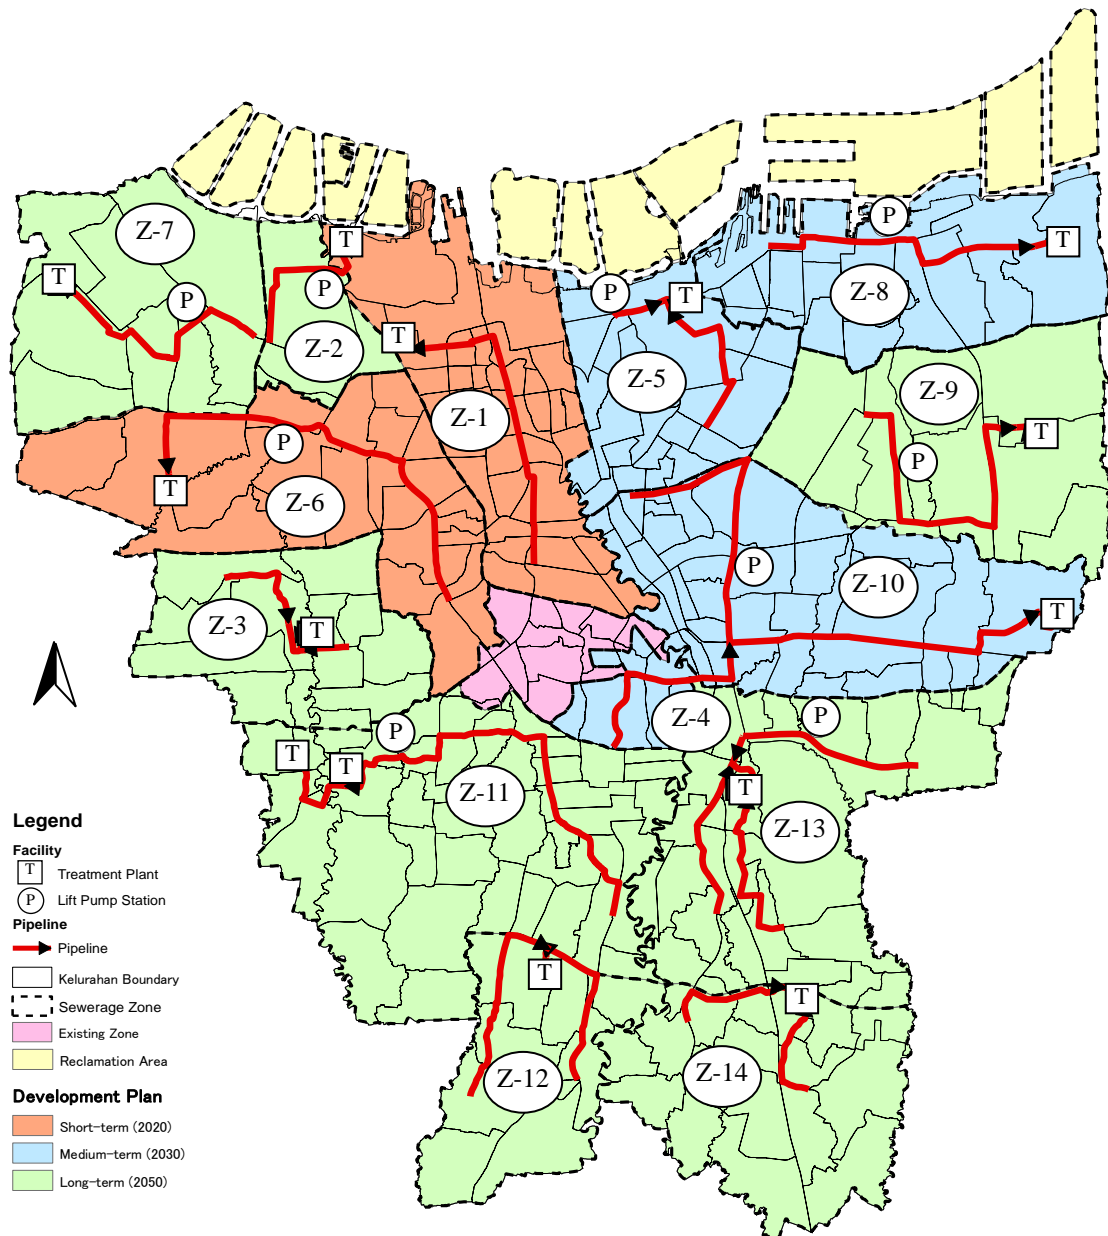 P
Z-7
T
T
T
P
P
P
T
Z-8
P
T
Z-2
Z-5
Z-9
Z-1
P
T
P
T
Z-6
P
Z-10
T
Z-3
T
Z-4
P
P
T
T
T
Z-11
Z-13
T
T
Z-12
Z-14
Legend
Facility
T Treatment Plant
P Lift Pump Station
Pipeline
Pipeline
Kelurahan Boundary
Sewerage Zone
Existing Zone
Reclamation Area
Development Plan
Short-term (2020)
Medium-term (2030)
Long-term (2050)